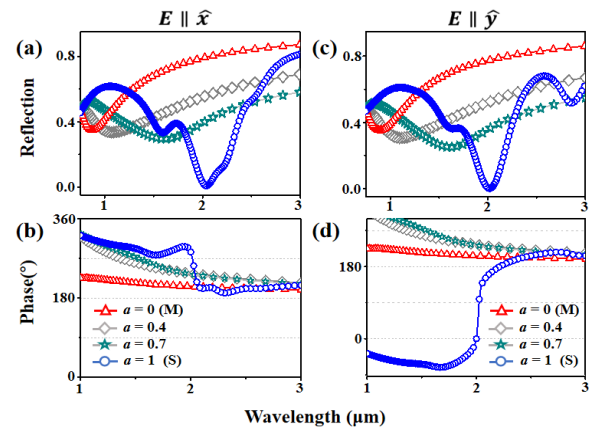 E ∥ x̂
E ∥ ŷ
(a)
(c)
Reflection
0.8
0.4
0.0
0.8
0.4
0.0
1
2
3
1
2
3
(b)
(d)
Phase(°)
360
180
0
180
0
a = 0 (M)
a = 0.4
a = 0.7
a = 1 (S)
a = 0 (M)
a = 0.4
a = 0.7
a = 1 (S)
1
2
3
1
2
3
Wavelength (μm)